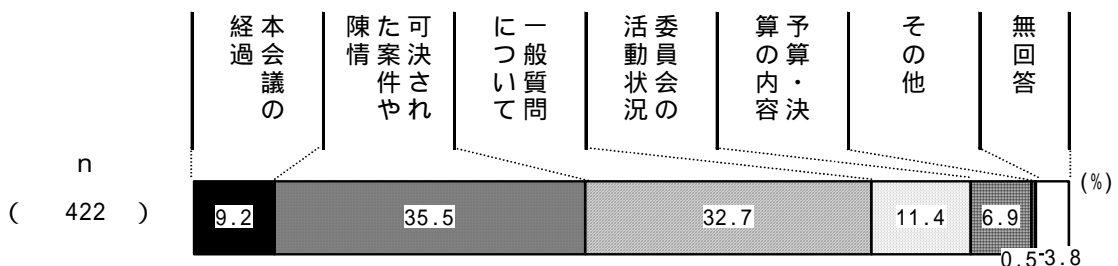 本会議の
経過
可決され
た案件や
陳情
一般質問
について
委員会の
活動状況
予算・決
算の内容
その他
無回答
n
(%)
( 422 )
9.2
35.5
32.7
11.4
6.9
0.5
3.8